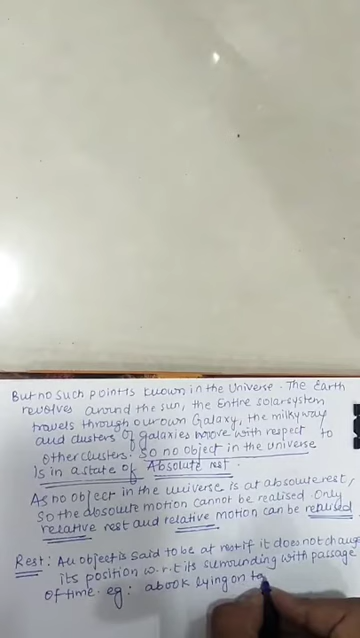 But no such point is known in the Universe. The Earth
revolves around the sun, the Entire solarsystem
travels through our own Galaxy, the milkyway
and clusters of galaxies move with respect to
other clusters. So no object in the universe
Is in a state of Absolute rest.
As no object in the universe is at absolute rest,
so the absolute motion cannot be realised. Only
relative rest and relative motion can be realised.
Rest: An object is said to be at rest if it does not change
its position w.r.t its surrounding with passage
of time. eg: a book lying on ta